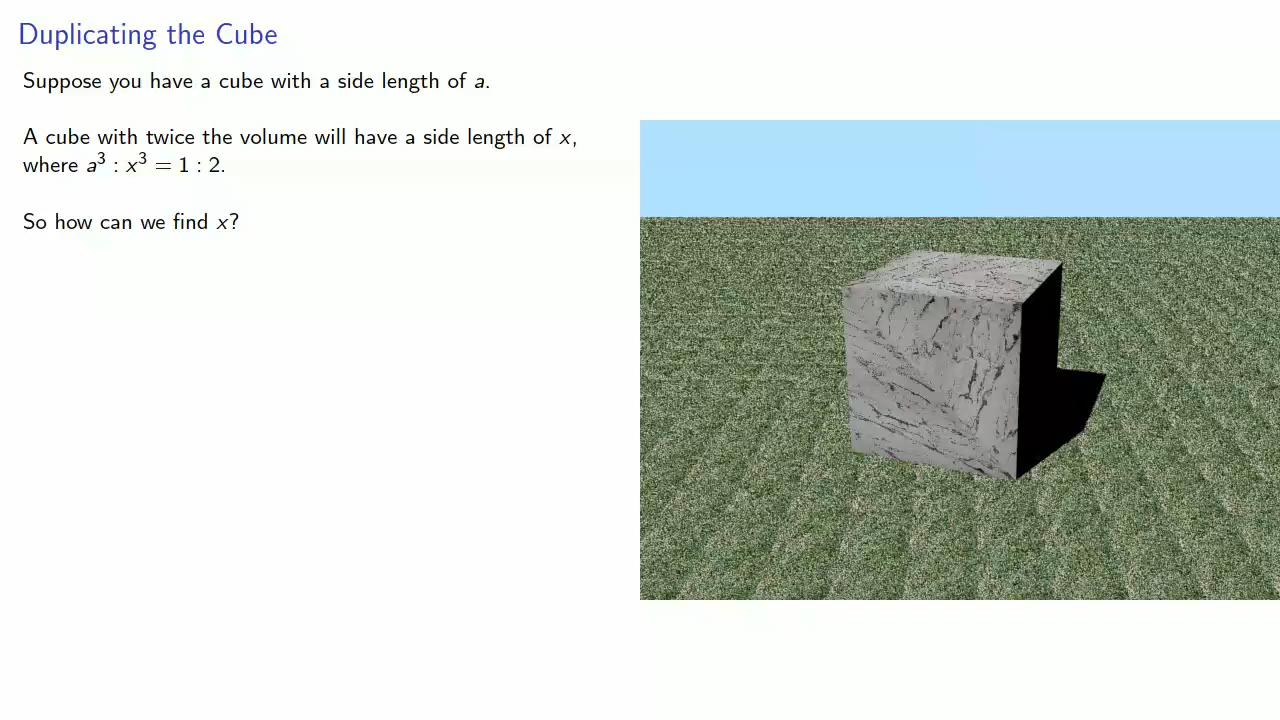 Duplicating the Cube
Suppose you have a cube with a side length of a.
A cube with twice the volume will have a side length of x,
where a³ : x³ = 1 : 2.
So how can we find x?